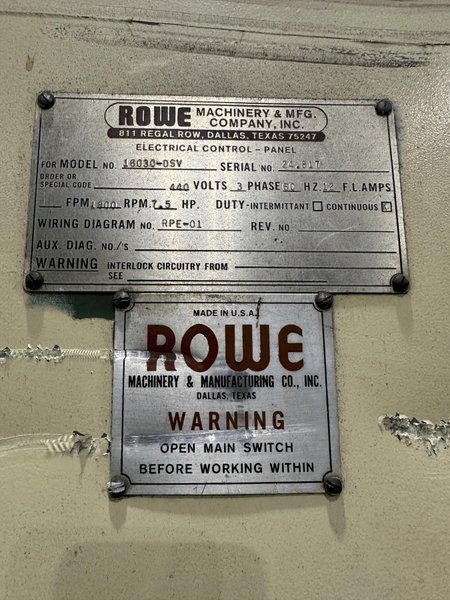 ROWE MACHINERY & MFG.
COMPANY, INC.
811 REGAL ROW, DALLAS, TEXAS 75247
ELECTRICAL CONTROL - PANEL
FOR MODEL NO. 16030-DSV SERIAL NO. 24,817
ORDER OR
SPECIAL CODE 440 VOLTS 3 PHASE 60 HZ. 12 F.L. AMPS
FPM 1800 RPM. 7.5 HP. DUTY-INTERMITTENT CONTINUOUS X
WIRING DIAGRAM NO. RPE-01 REV. NO
AUX. DIAG. NO./'S
WARNING INTERLOCK CIRCUITRY FROM
SEE
MADE IN U.S.A.
ROWE
MACHINERY & MANUFACTURING CO., INC.
DALLAS, TEXAS
WARNING
OPEN MAIN SWITCH
BEFORE WORKING WITHIN